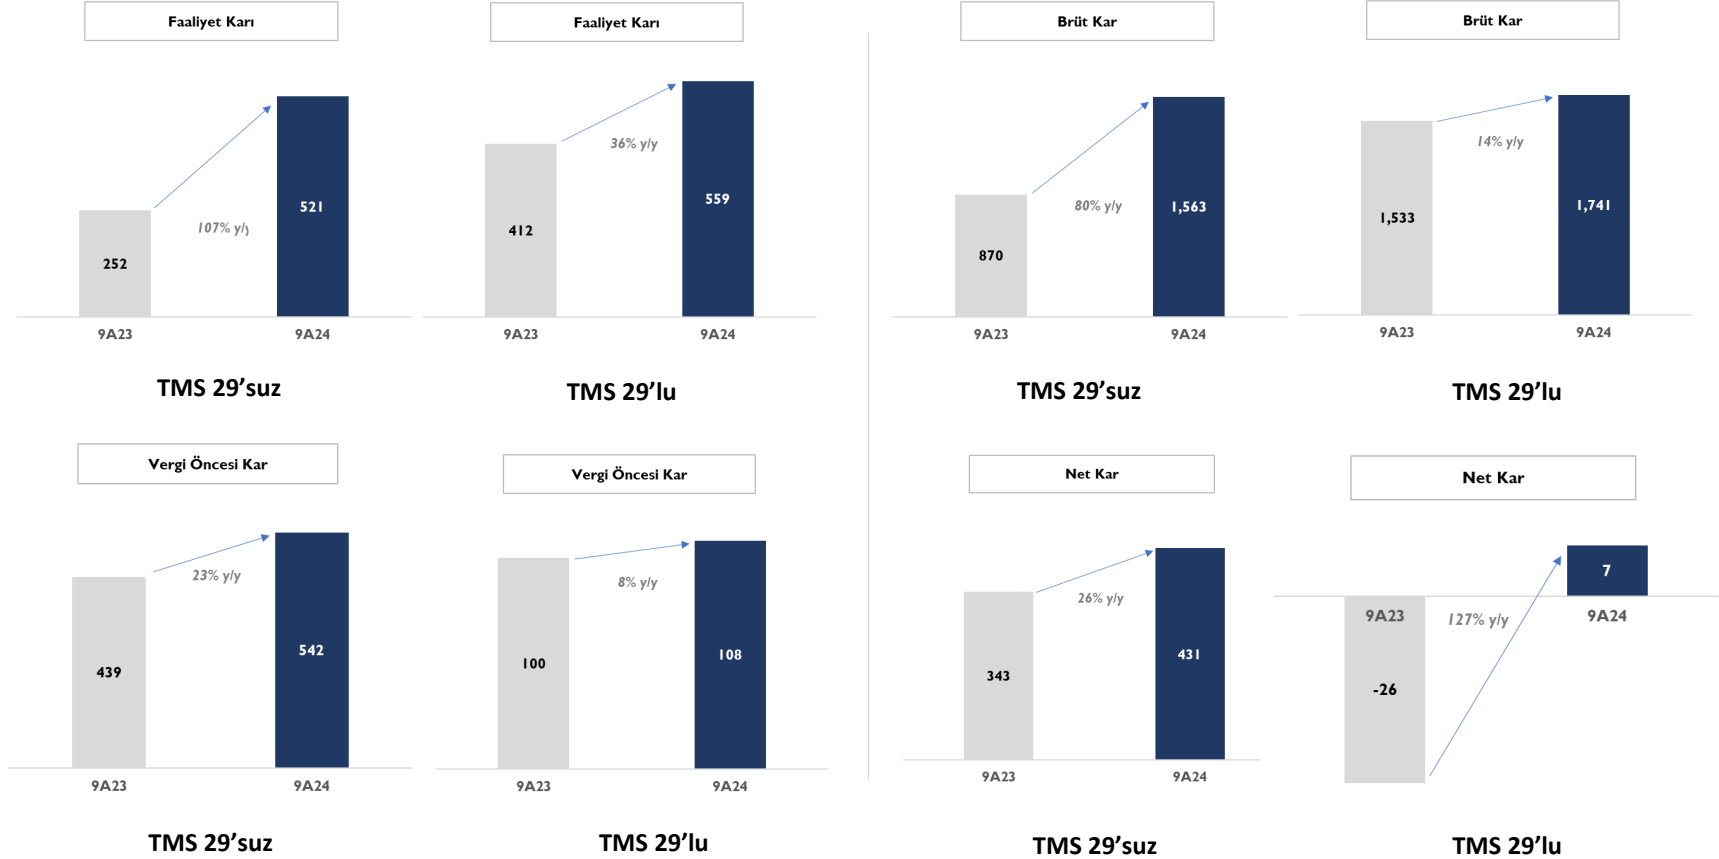 Faaliyet Karı
252
107% y/y
521
9A23
9A24
TMS 29’suz
Faaliyet Karı
412
36% y/y
559
9A23
9A24
TMS 29’lu
Brüt Kar
870
80% y/y
1,563
9A23
9A24
TMS 29’suz
Brüt Kar
1,533
14% y/y
1,741
9A23
9A24
TMS 29’lu
Vergi Öncesi Kar
439
23% y/y
542
9A23
9A24
TMS 29’suz
Vergi Öncesi Kar
100
8% y/y
108
9A23
9A24
TMS 29’lu
Net Kar
343
26% y/y
431
9A23
9A24
TMS 29’suz
Net Kar
7
9A23
127% y/y
9A24
-26
TMS 29’lu